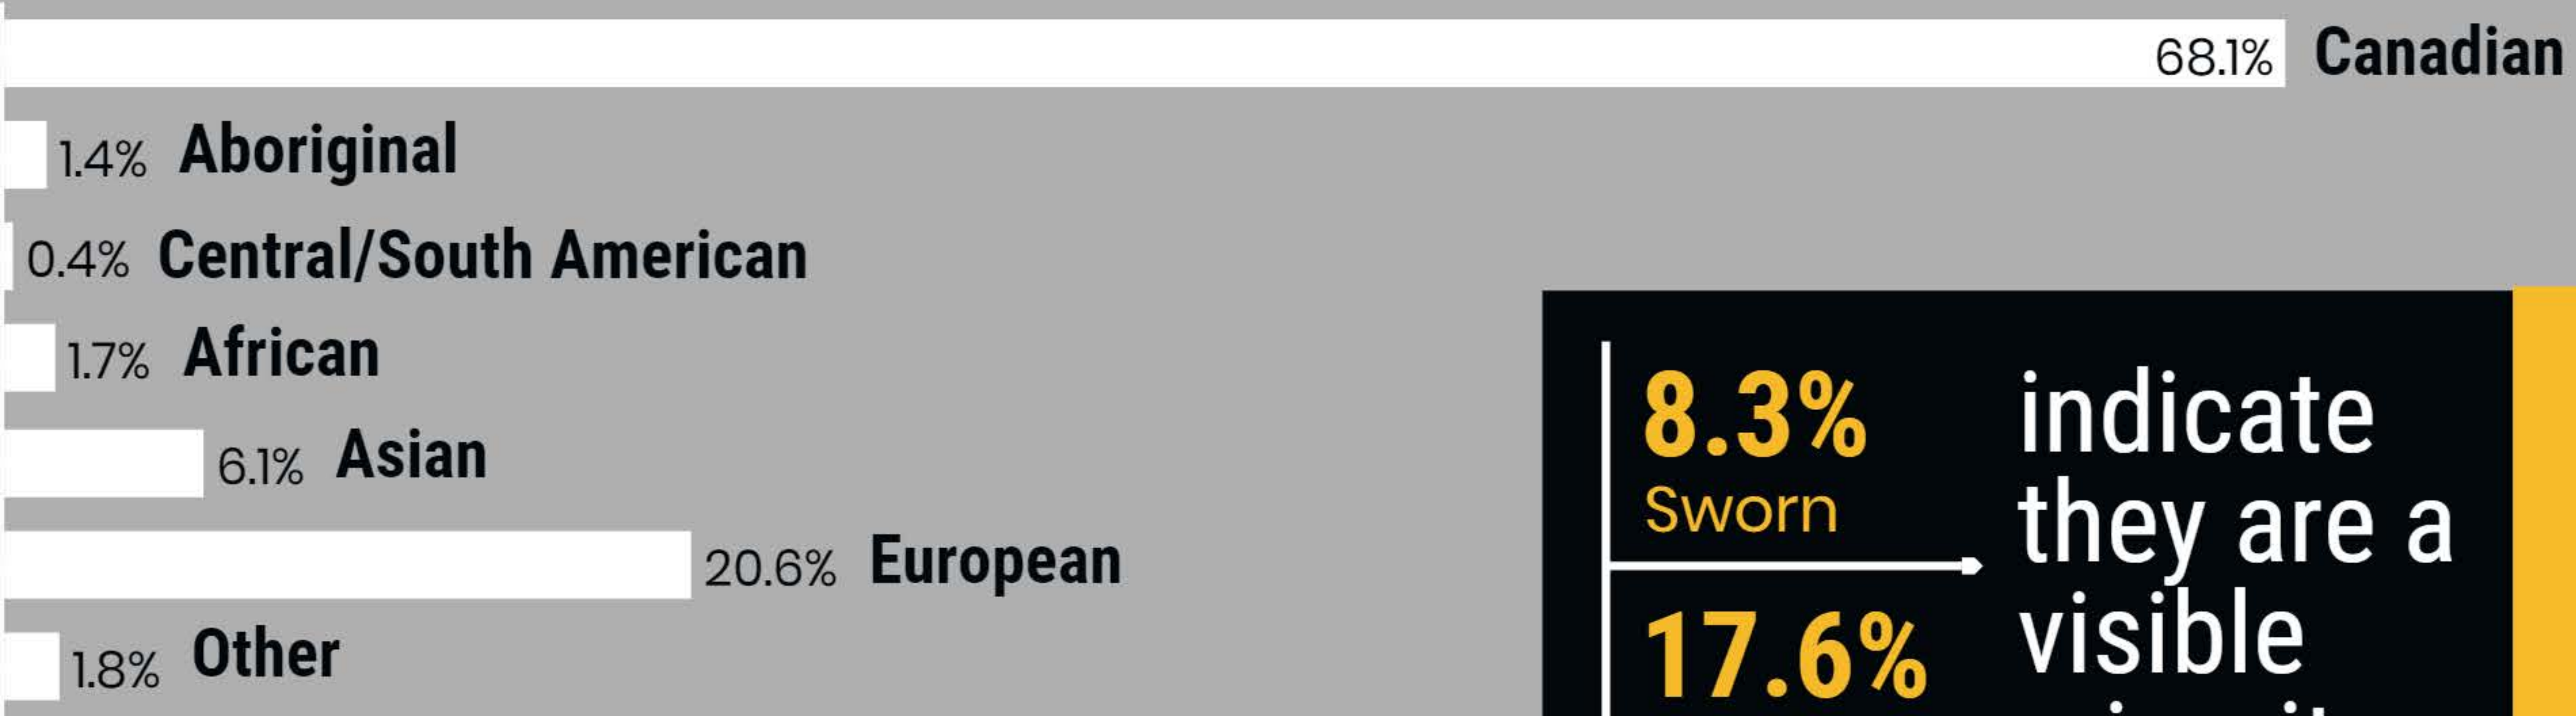 68.1% Canadian
1.4% Aboriginal
0.4% Central/South American
1.7% African
6.1% Asian
20.6% European
1.8% Other
8.3%
Sworn
17.6%
indicate
they are a
visible